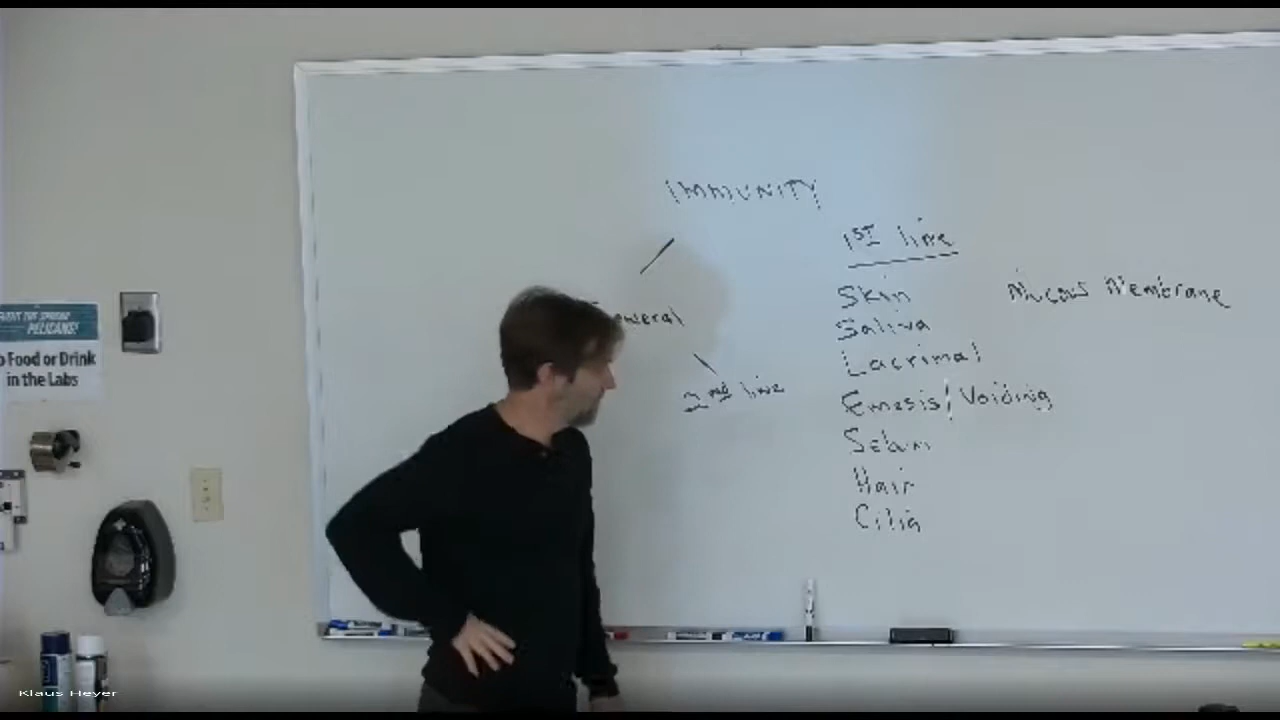 IMMUNITY
1ST line
Skin
Mucous Membrane
Saliva
Lacrimal
2nd line
Emesis/Voiding
Sebum
Hair
Cilia
PELICANS!
Food or Drink
in the Labs
Klaus Heyer